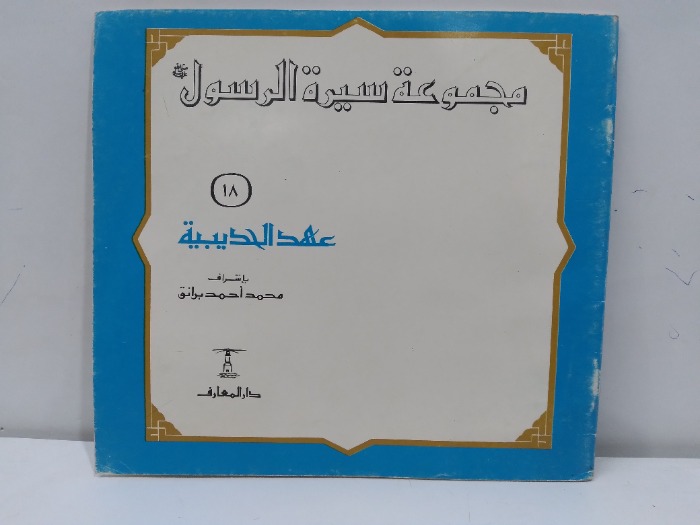 مجموعة سيرة الرسول ﷺ
١٨
عهد الحديبية
بإشراف
محمد أحمد برانق
دار المعارف